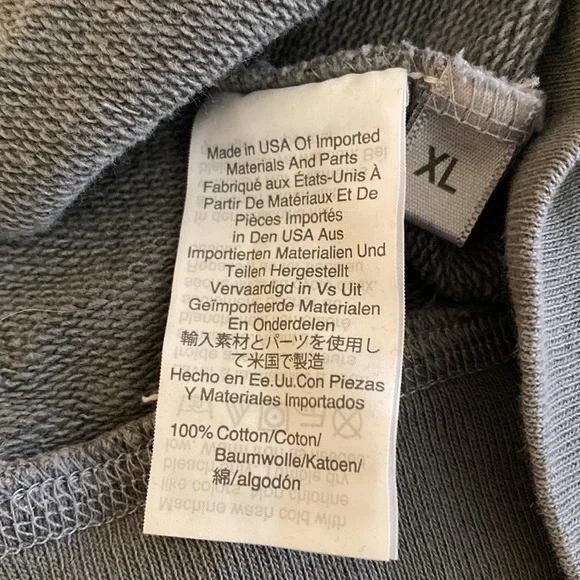 Made in USA Of Imported
Materials And Parts
Fabriqué aux États-Unis À
Partir De Matériaux Et De
Pièces Importés
in Den USA Aus
Importierten Materialien Und
Teilen Hergestellt
Vervaardigd in Vs Uit
Geïmporteerde Materialen
En Onderdelen
輸入素材とパーツを使用し
て米国で製造
Hecho en Ee.Uu.Con Piezas
Y Materiales Importados
100% Cotton/Coton/
Baumwolle/Katoen/
綿/algodón
XL